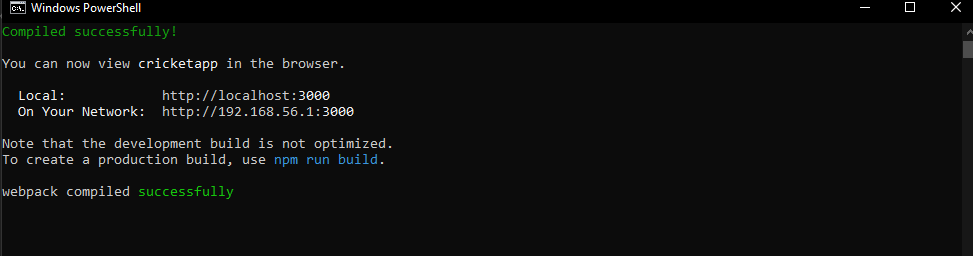 Windows PowerShell
Compiled successfully!
You can now view cricketapp in the browser.
Local: http://localhost:3000
On Your Network: http://192.168.56.1:3000
Note that the development build is not optimized.
To create a production build, use npm run build.
webpack compiled successfully